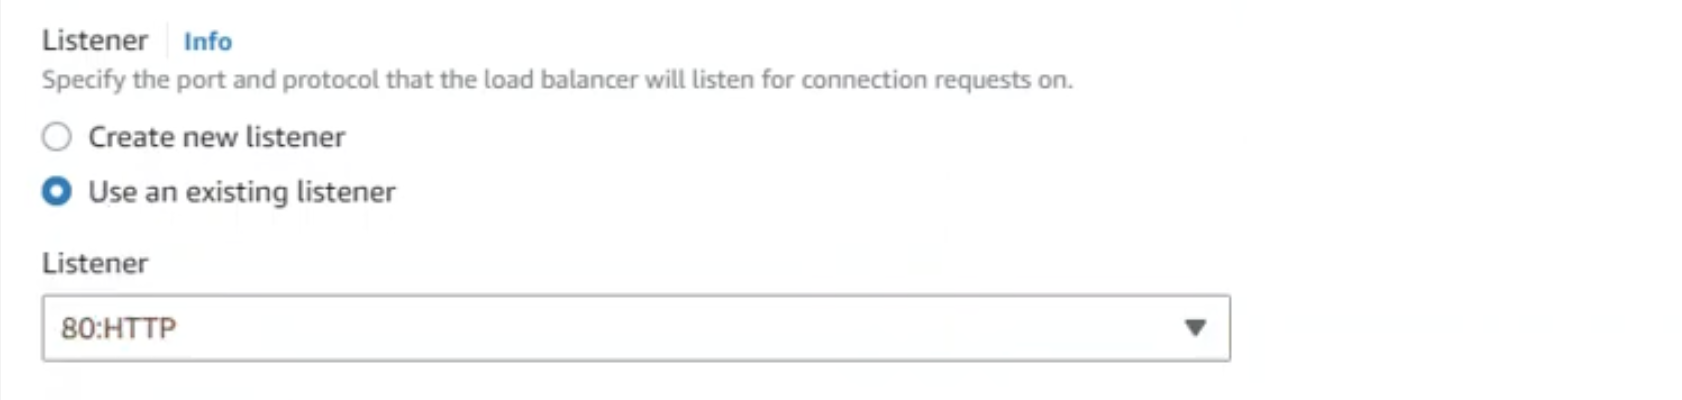 Listener Info
Specify the port and protocol that the load balancer will listen for connection requests on.
Create new listener
Use an existing listener
Listener
80:HTTP